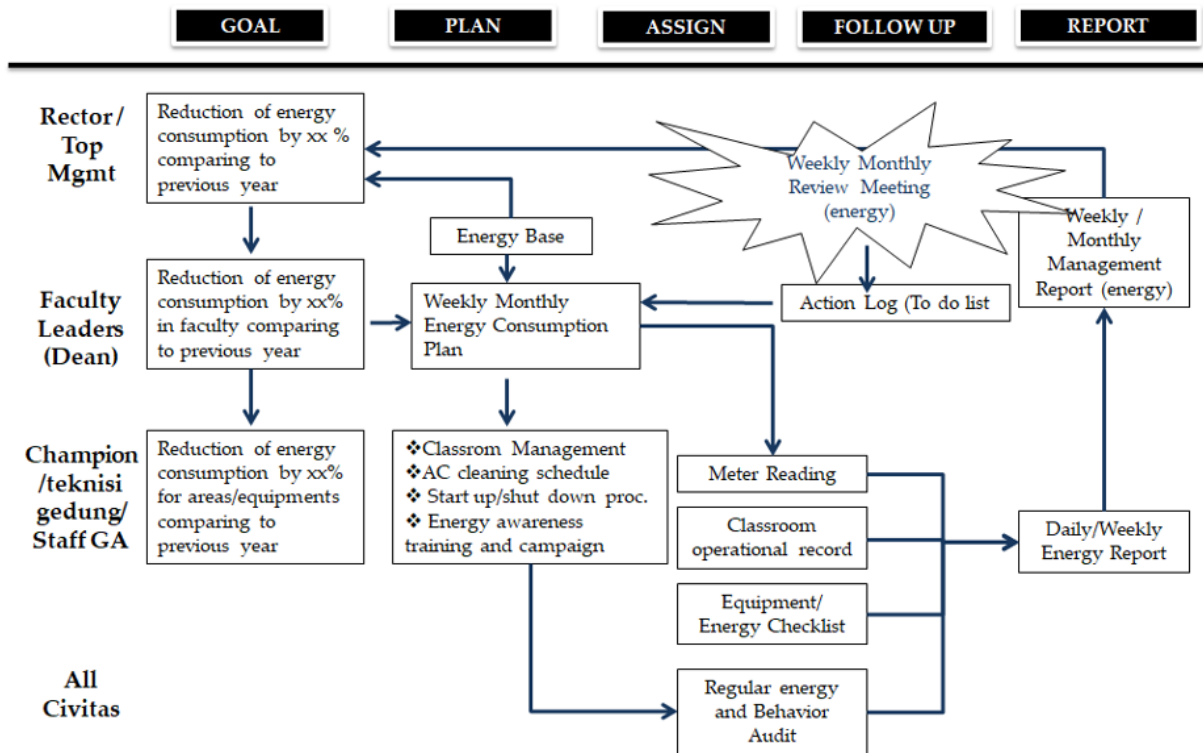 GOAL
PLAN
ASSIGN
FOLLOW UP
REPORT
Rector /
Top
Mgmt
Reduction of energy
consumption by xx %
comparing to
previous year
Weekly Monthly
Review Meeting
(energy)
Energy Base
Weekly /
Monthly
Management
Report (energy)
Faculty
Leaders
(Dean)
Reduction of energy
consumption by xx%
in faculty comparing
to previous year
Weekly Monthly
Energy Consumption
Plan
Action Log (To do list
Champion
/teknisi
gedung/
Staff GA
Reduction of energy
consumption by xx%
for areas/equipments
comparing to
previous year
❖Classrom Management
❖AC cleaning schedule
❖ Start up/shut down proc.
❖ Energy awareness
training and campaign
Meter Reading
Classroom
operational record
Equipment/
Energy Checklist
Daily/Weekly
Energy Report
All
Civitas
Regular energy
and Behavior
Audit